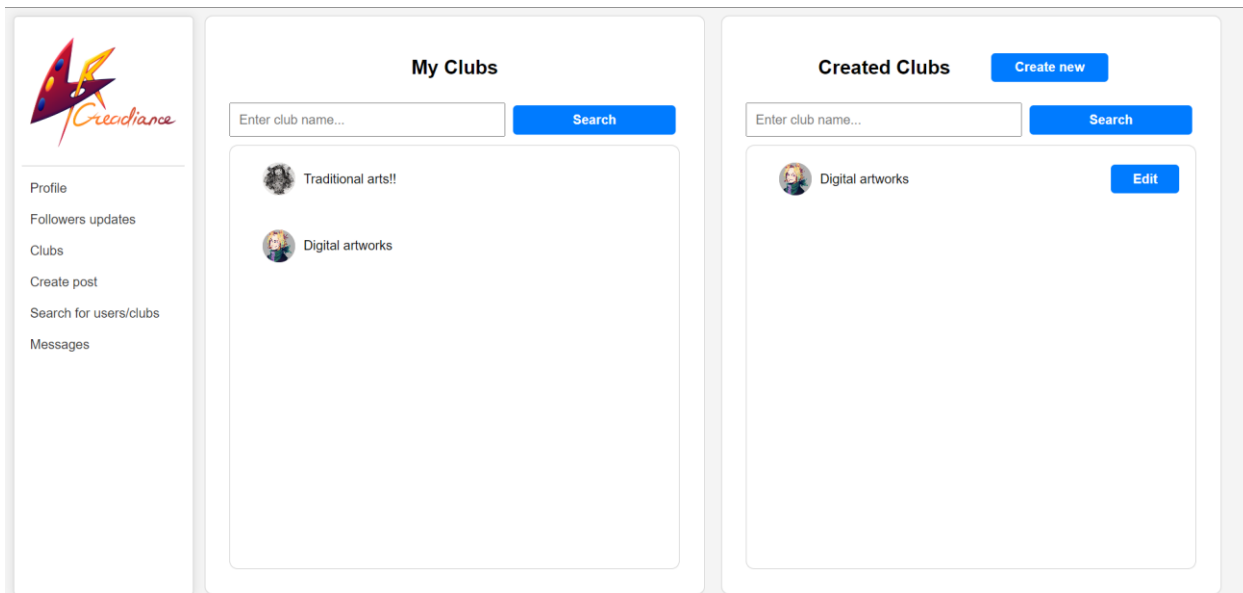 Creadiance
Profile
Followers updates
Clubs
Create post
Search for users/clubs
Messages
My Clubs
Enter club name...
Search
Traditional arts!!
Digital artworks
Created Clubs
Create new
Enter club name...
Search
Digital artworks
Edit